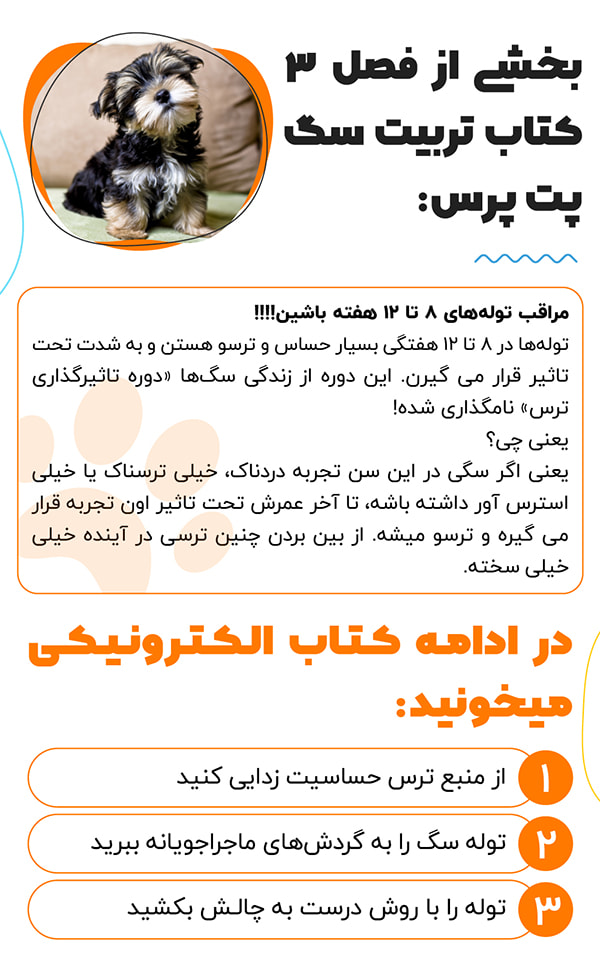 بخشی از فصل ۳
کتاب تربیت سگ
پت پرس:
مراقب توله‌های ۸ تا ۱۲ هفته باشین!!!!
توله‌ها در ۸ تا ۱۲ هفتگی بسیار حساس و ترسو هستن و به شدت تحت
تاثیر قرار می گیرن. این دوره از زندگی سگ‌ها «دوره تاثیرگذاری
ترس» نامگذاری شده!
یعنی چی؟
یعنی اگر سگی در این سن تجربه دردناک، خیلی ترسناک یا خیلی
استرس آور داشته باشه، تا آخر عمرش تحت تاثیر اون تجربه قرار
می گیره و ترسو میشه. از بین بردن چنین ترسی در آینده خیلی
خیلی سخته.
در ادامه کتاب الکترونیکی
میخونید:
۱ از منبع ترس حساسیت زدایی کنید
۲ توله سگ را به گردش‌های ماجراجویانه ببرید
۳ توله را با روش درست به چالش بکشید